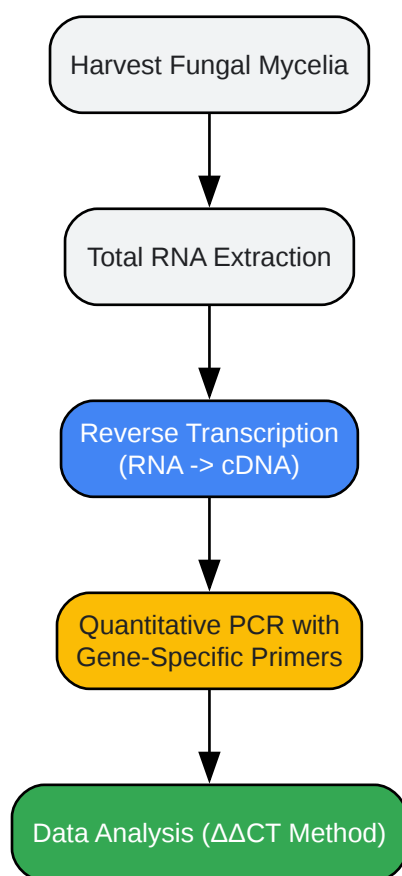 Harvest Fungal Mycelia
Total RNA Extraction
Reverse Transcription
(RNA -> cDNA)
Quantitative PCR with
Gene-Specific Primers
Data Analysis (ΔΔCT Method)